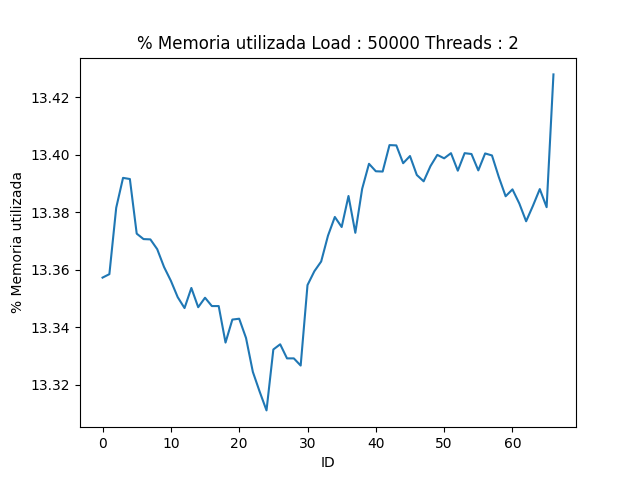 % Memoria utilizada Load : 50000 Threads : 2
% Memoria utilizada
13.42
13.40
13.38
13.36
13.34
13.32
0 10 20 30 40 50 60
ID